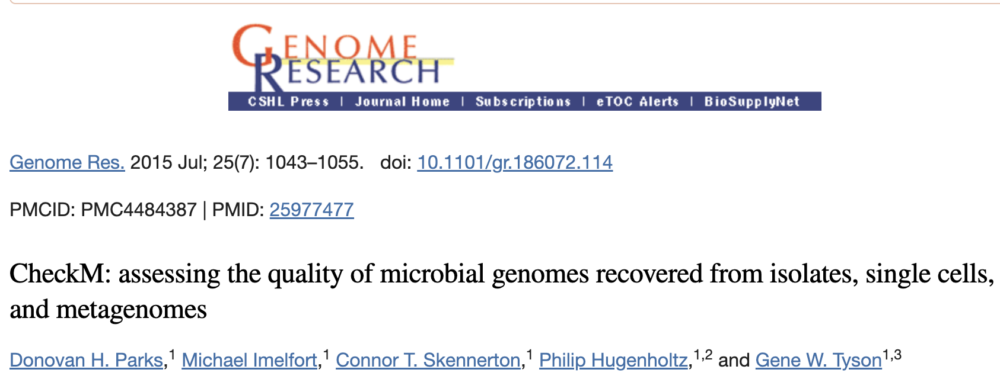 GENOME
RESEARCH
CSHL Press | Journal Home | Subscriptions | eTOC Alerts | BioSupplyNet
Genome Res. 2015 Jul; 25(7): 1043–1055. doi: 10.1101/gr.186072.114
PMCID: PMC4484387 | PMID: 25977477
CheckM: assessing the quality of microbial genomes recovered from isolates, single cells,
and metagenomes
Donovan H. Parks,1 Michael Imelfort,1 Connor T. Skennerton,1 Philip Hugenholtz,1,2 and Gene W. Tyson1,3